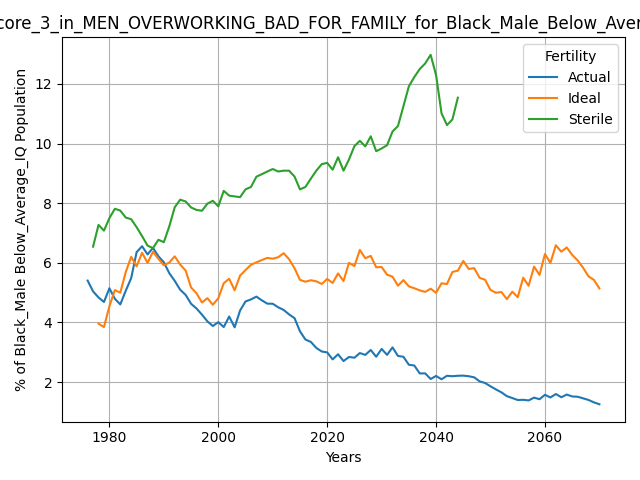 core_3_in_MEN_OVERWORKING_BAD_FOR_FAMILY_for_Black_Male_Below_Aver
Fertility
Actual
Ideal
Sterile
% of Black_Male Below_Average_IQ Population
12
10
8
6
4
2
1980
2000
2020
2040
2060
Years